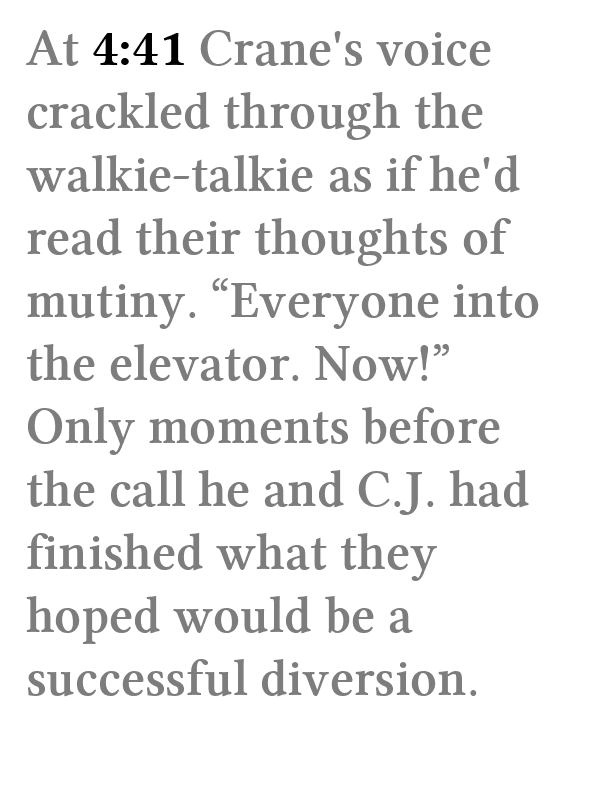 At 4:41 Crane's voice
crackled through the
walkie-talkie as if he'd
read their thoughts of
mutiny. “Everyone into
the elevator. Now!”
Only moments before
the call he and C.J. had
finished what they
hoped would be a
successful diversion.